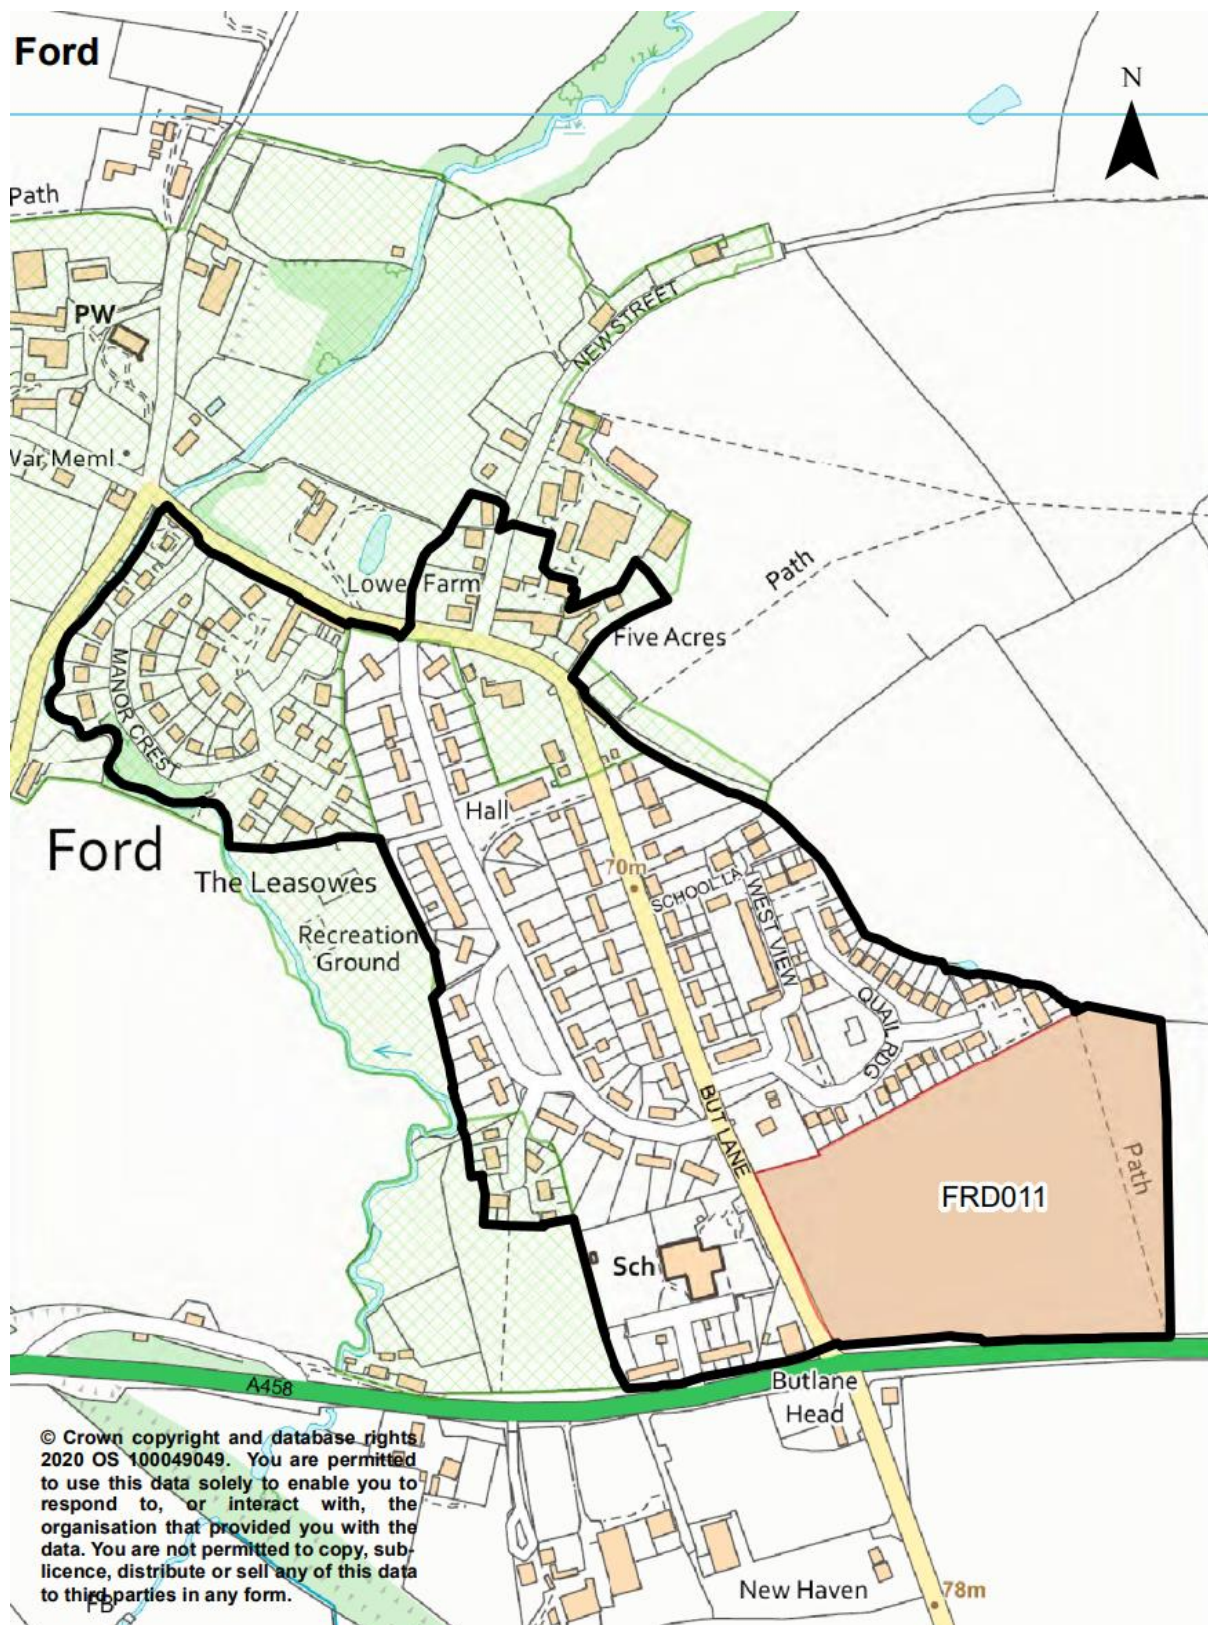 Ford
N
Path
NEW STREET
PW
War Meml
Path
Lower Farm
Five Acres
MANOR CREST
Hall
70m
Ford
SCHOOL LA
The Leasowes
WEST VIEW
Recreation
Ground
QUAIL RDG
BUT LANE
Path
FRD011
Sch
A458
Butlane
Head
© Crown copyright and database rights
2020 OS 100049049. You are permitted
to use this data solely to enable you to
respond to, or interact with, the
organisation that provided you with the
data. You are not permitted to copy, sub-
licence, distribute or sell any of this data
to third parties in any form.
FB
New Haven
78m